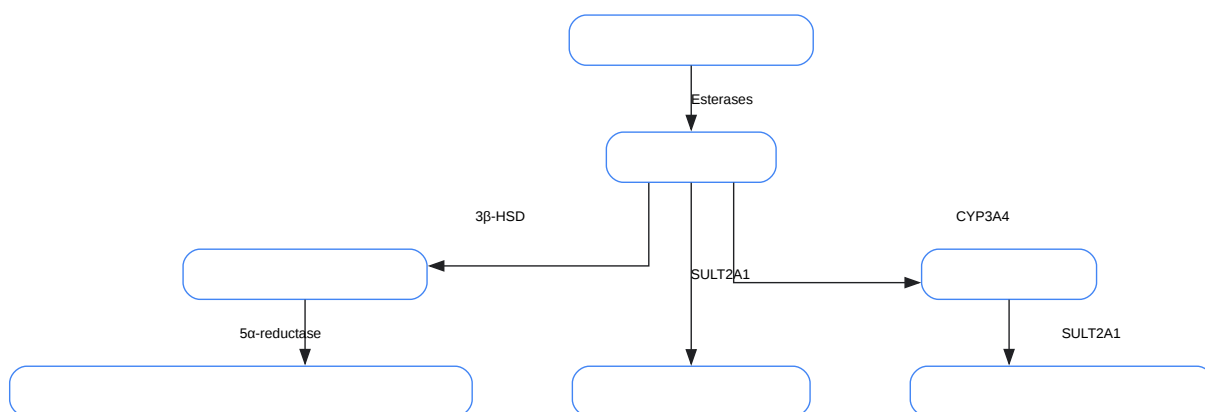 Esterases
3β-HSD
CYP3A4
SULT2A1
5α-reductase
SULT2A1